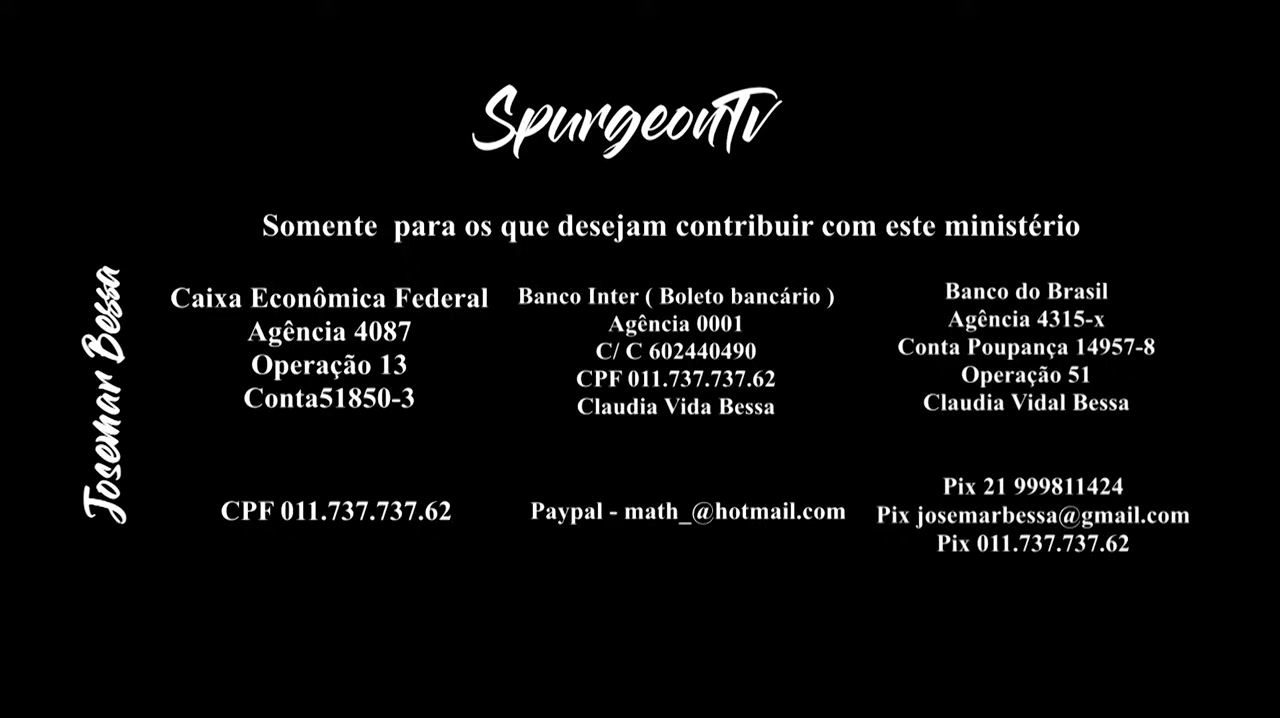 SpurgeonTv
Somente para os que desejam contribuir com este ministério
Josemar Bessa
Caixa Econômica Federal
Agência 4087
Operação 13
Conta51850-3
CPF 011.737.737.62
Banco Inter ( Boleto bancário )
Agência 0001
C/ C 602440490
CPF 011.737.737.62
Claudia Vida Bessa
Paypal - math_@hotmail.com
Banco do Brasil
Agência 4315-x
Conta Poupança 14957-8
Operação 51
Claudia Vidal Bessa
Pix 21 999811424
Pix josemarbessa@gmail.com
Pix 011.737.737.62